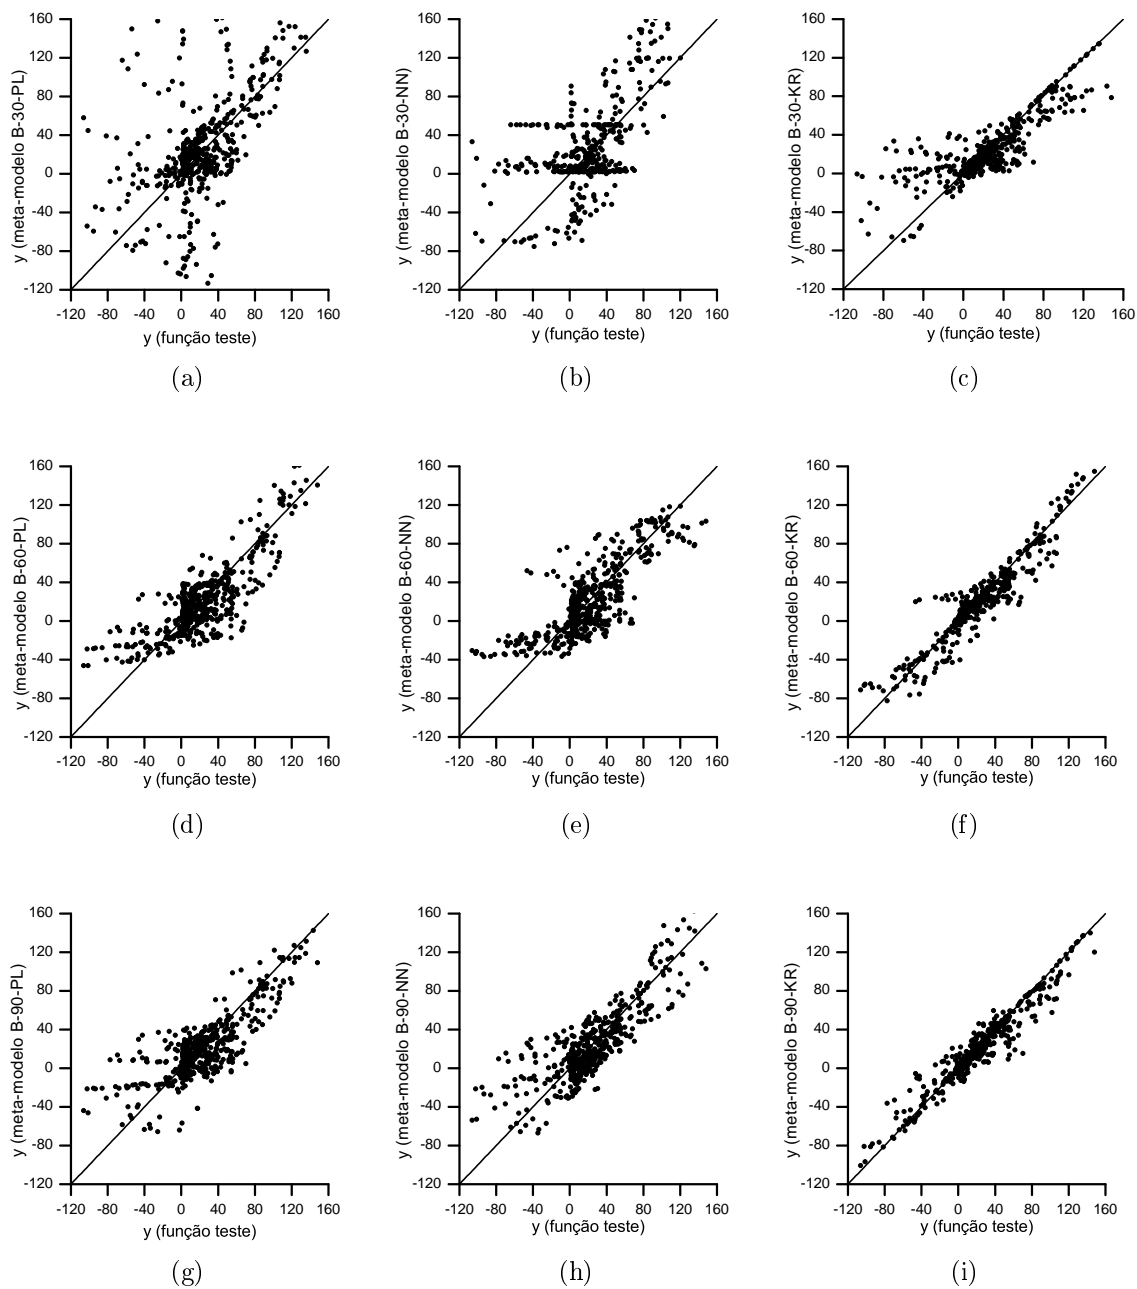 160
120
80
40
0
-40
-80
-120
y (meta-modelo B-30-PL)
-120 -80 -40 0 40 80 120 160
y (função teste)
(a)
160
120
80
40
0
-40
-80
-120
y (meta-modelo B-30-NN)
-120 -80 -40 0 40 80 120 160
y (função teste)
(b)
160
120
80
40
0
-40
-80
-120
y (meta-modelo B-30-KR)
-120 -80 -40 0 40 80 120 160
y (função teste)
(c)
160
120
80
40
0
-40
-80
-120
y (meta-modelo B-60-PL)
-120 -80 -40 0 40 80 120 160
y (função teste)
(d)
160
120
80
40
0
-40
-80
-120
y (meta-modelo B-60-NN)
-120 -80 -40 0 40 80 120 160
y (função teste)
(e)
160
120
80
40
0
-40
-80
-120
y (meta-modelo B-60-KR)
-120 -80 -40 0 40 80 120 160
y (função teste)
(f)
160
120
80
40
0
-40
-80
-120
y (meta-modelo B-90-PL)
-120 -80 -40 0 40 80 120 160
y (função teste)
(g)
160
120
80
40
0
-40
-80
-120
y (meta-modelo B-90-NN)
-120 -80 -40 0 40 80 120 160
y (função teste)
(h)
160
120
80
40
0
-40
-80
-120
y (meta-modelo B-90-KR)
-120 -80 -40 0 40 80 120 160
y (função teste)
(i)